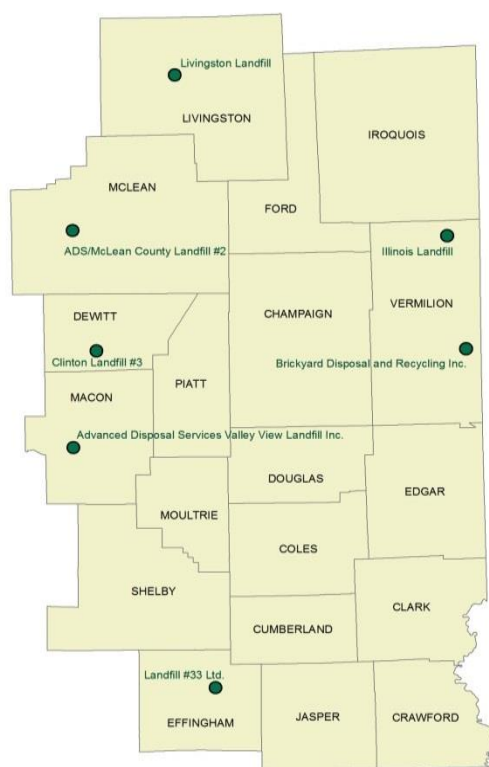 Livingston Landfill
LIVINGSTON
IROQUOIS
MCLEAN
FORD
ADS/McLean County Landfill #2
Illinois Landfill
DEWITT
CHAMPAIGN
VERMILION
Clinton Landfill #3
Brickyard Disposal and Recycling Inc.
PIATT
MACON
Advanced Disposal Services Valley View Landfill Inc.
DOUGLAS
EDGAR
MOULTRIE
COLES
SHELBY
CLARK
CUMBERLAND
Landfill #33 Ltd.
EFFINGHAM
JASPER
CRAWFORD